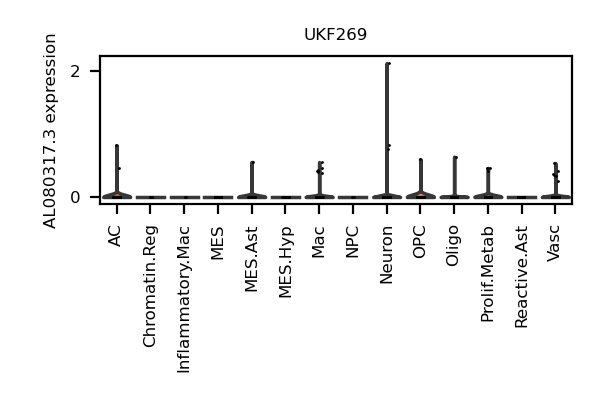 UKF269
AL080317.3 expression
2
0
AC
Chromatin.Reg
Inflammatory.Mac
MES
MES.Ast
MES.Hyp
Mac
NPC
Neuron
OPC
Oligo
Prolif.Metab
Reactive.Ast
Vasc